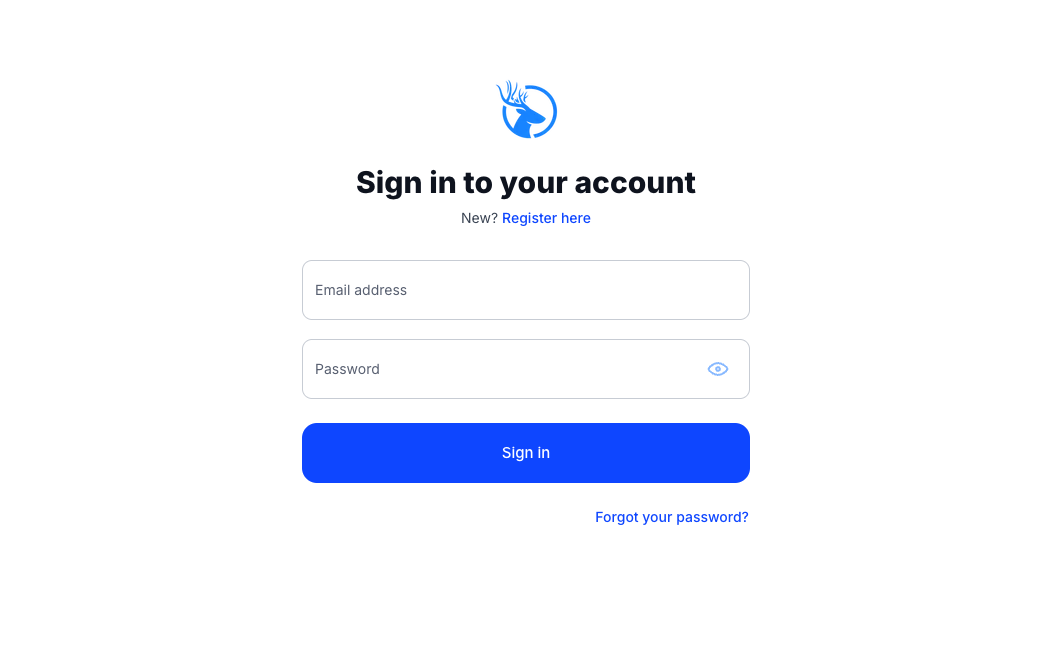 Sign in to your account
New? Register here
Email address
Password
Sign in
Forgot your password?